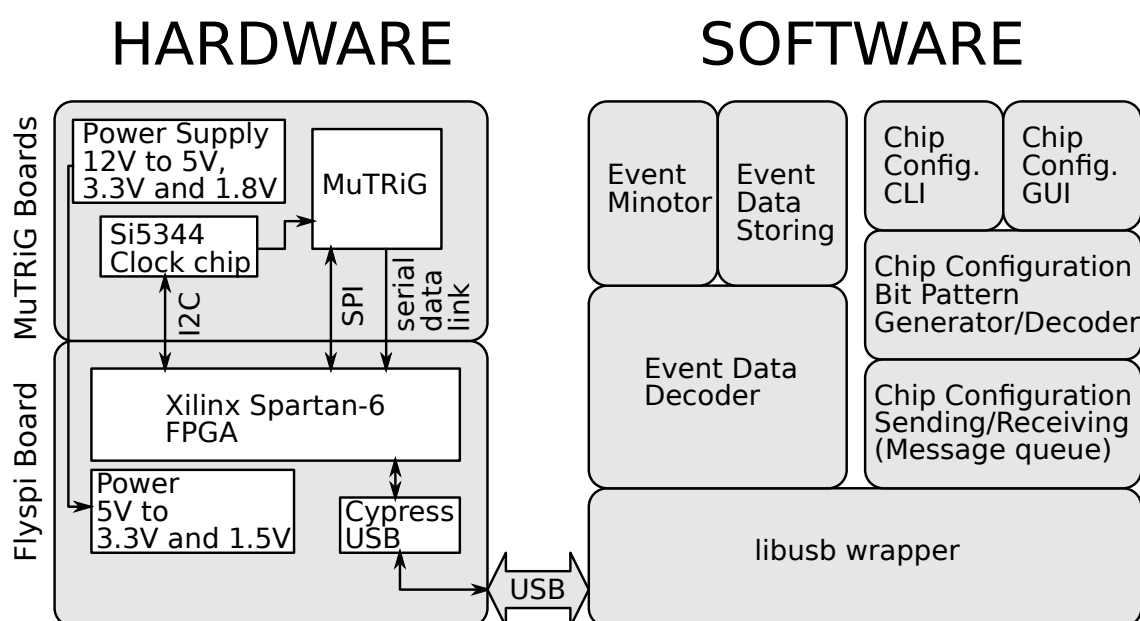 HARDWARE
SOFTWARE
MuTRiG Boards
Power Supply
12V to 5V,
3.3V and 1.8V
MuTRiG
Si5344
Clock chip
I2C
SPI
serial
data
link
Flyspi Board
Xilinx Spartan-6
FPGA
Power
5V to
3.3V and 1.5V
Cypress
USB
USB
Event
Minotor
Event
Data
Storing
Chip
Config.
CLI
Chip
Config.
GUI
Chip Configuration
Bit Pattern
Generator/Decoder
Event Data
Decoder
Chip Configuration
Sending/Receiving
(Message queue)
libusb wrapper